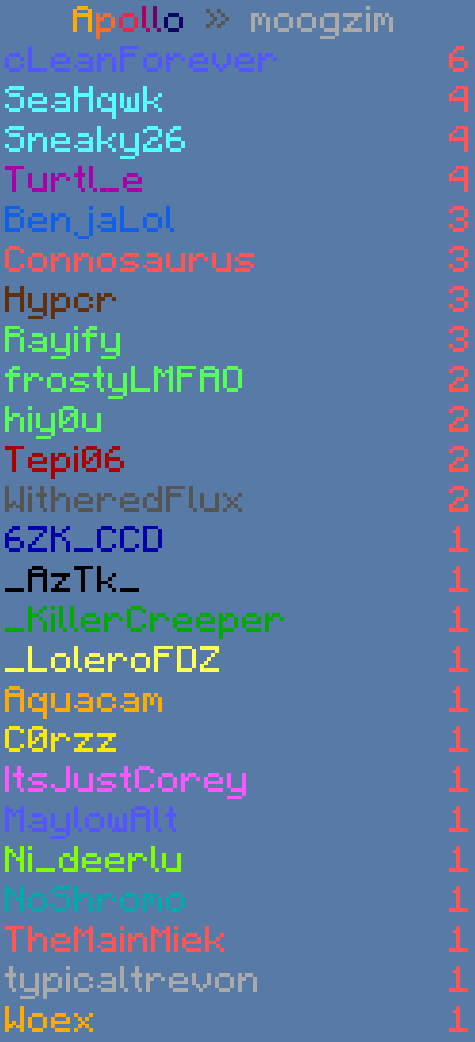 Apollo » moogzim
cLeanForever 6
SeaHqwk 4
Sneaky26 4
Turtl_e 4
BenjaLol 3
Connosaurus 3
Hypcr 3
Rayify 3
frostyLMFAO 2
hiy0u 2
Tepi06 2
WitheredFlux 2
6ZK_CCD 1
_AzTk_ 1
_KillerCreeper 1
_LoleroFDZ 1
Aquacam 1
C0rzz 1
ItsJustCorey 1
MaylowAlt 1
Ni_deerlu 1
NoShromo 1
TheMainMiek 1
typicaltrevon 1
Woex 1